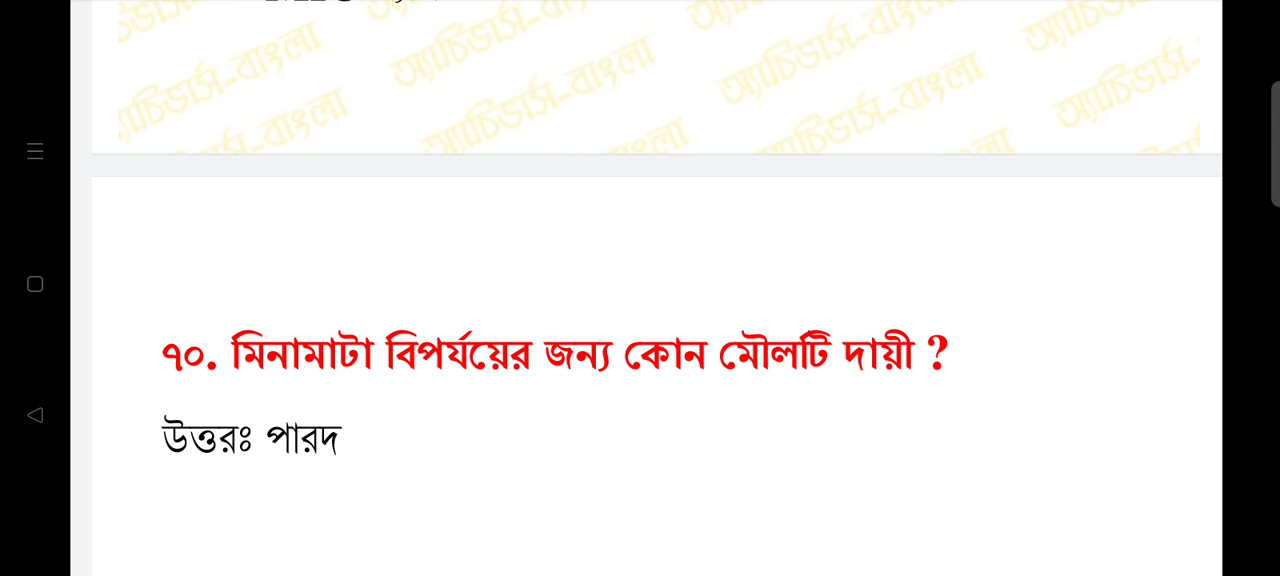 অ্যাচিভার্স-বাংলা
৭০. মিনামাটা বিপর্যয়ের জন্য কোন মৌলটি দায়ী ?
উত্তরঃ পারদ